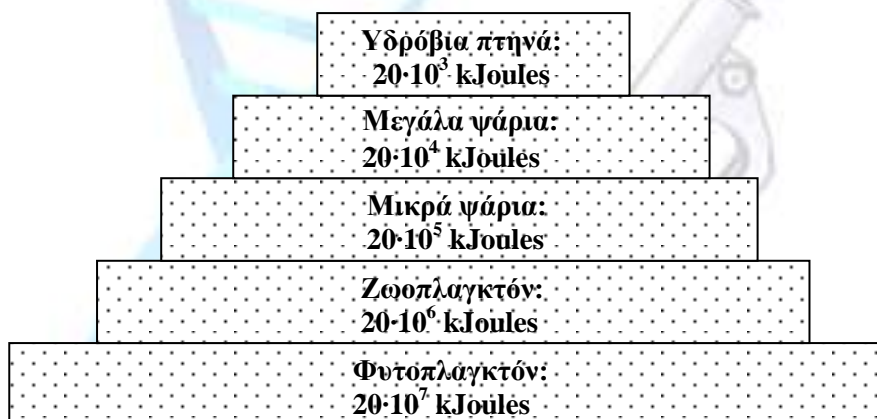 Υδρόβια πτηνά:
20·10³ kJoules
Μεγάλα ψάρια:
20·10⁴ kJoules
Μικρά ψάρια:
20·10⁵ kJoules
Ζωοπλαγκτόν:
20·10⁶ kJoules
Φυτοπλαγκτόν:
20·10⁷ kJoules